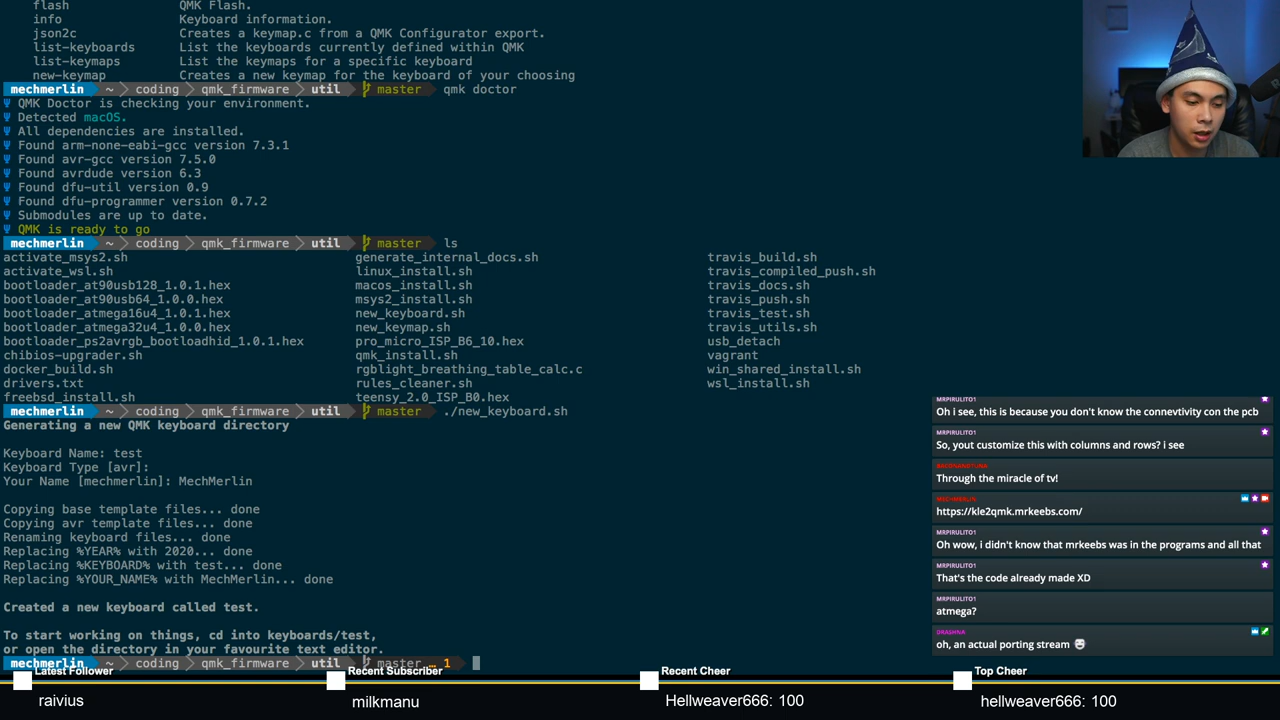 flash QMK Flash.
info Keyboard information.
json2c Creates a keymap.c from a QMK Configurator export.
list-keyboards List the keyboards currently defined within QMK
list-keymaps List the keymaps for a specific keyboard
new-keymap Creates a new keymap for the keyboard of your choosing
mechmerlin ~ coding qmk_firmware util master qmk doctor
Ψ QMK Doctor is checking your environment.
Ψ Detected macOS.
Ψ All dependencies are installed.
Ψ Found arm-none-eabi-gcc version 7.3.1
Ψ Found avr-gcc version 7.5.0
Ψ Found avrdude version 6.3
Ψ Found dfu-util version 0.9
Ψ Found dfu-programmer version 0.7.2
Ψ Submodules are up to date.
Ψ QMK is ready to go
mechmerlin ~ coding qmk_firmware util master ls
activate_msys2.sh generate_internal_docs.sh travis_build.sh
activate_wsl.sh linux_install.sh travis_compiled_push.sh
bootloader_at90usb128_1.0.1.hex macos_install.sh travis_docs.sh
bootloader_at90usb64_1.0.0.hex msys2_install.sh travis_push.sh
bootloader_atmega16u4_1.0.1.hex new_keyboard.sh travis_test.sh
bootloader_atmega32u4_1.0.0.hex new_keymap.sh travis_utils.sh
bootloader_ps2avrgb_bootloadhid_1.0.1.hex pro_micro_ISP_B6_10.hex usb_detach
chibios-upgrader.sh qmk_install.sh vagrant
docker_build.sh rgblight_breathing_table_calc.c win_shared_install.sh
drivers.txt rules_cleaner.sh wsl_install.sh
freebsd_install.sh teensy_2.0_ISP_B0.hex
mechmerlin ~ coding qmk_firmware util master ./new_keyboard.sh
Generating a new QMK keyboard directory
Keyboard Name: test
Keyboard Type [avr]:
Your Name [mechmerlin]: MechMerlin
Copying base template files... done
Copying avr template files... done
Renaming keyboard files... done
Replacing %YEAR% with 2020... done
Replacing %KEYBOARD% with test... done
Replacing %YOUR_NAME% with MechMerlin... done
Created a new keyboard called test.
To start working on things, cd into keyboards/test,
or open the directory in your favourite text editor.
mechmerlin ~ coding qmk_firmware util master … 1
MRPIRULITO1
Oh i see, this is because you don't know the connevtivity con the pcb
MRPIRULITO1
So, yout customize this with columns and rows? i see
Through the miracle of tv!
MECHMERLIN
https://kle2qmk.mrkeebs.com/
MRPIRULITO1
Oh wow, i didn't know that mrkeebs was in the programs and all that
MRPIRULITO1
That's the code already made XD
MRPIRULITO1
atmega?
DRASHNA
oh, an actual porting stream
Latest Follower
raivius
Recent Subscriber
milkmanu
Recent Cheer
Hellweaver666: 100
Top Cheer
hellweaver666: 100